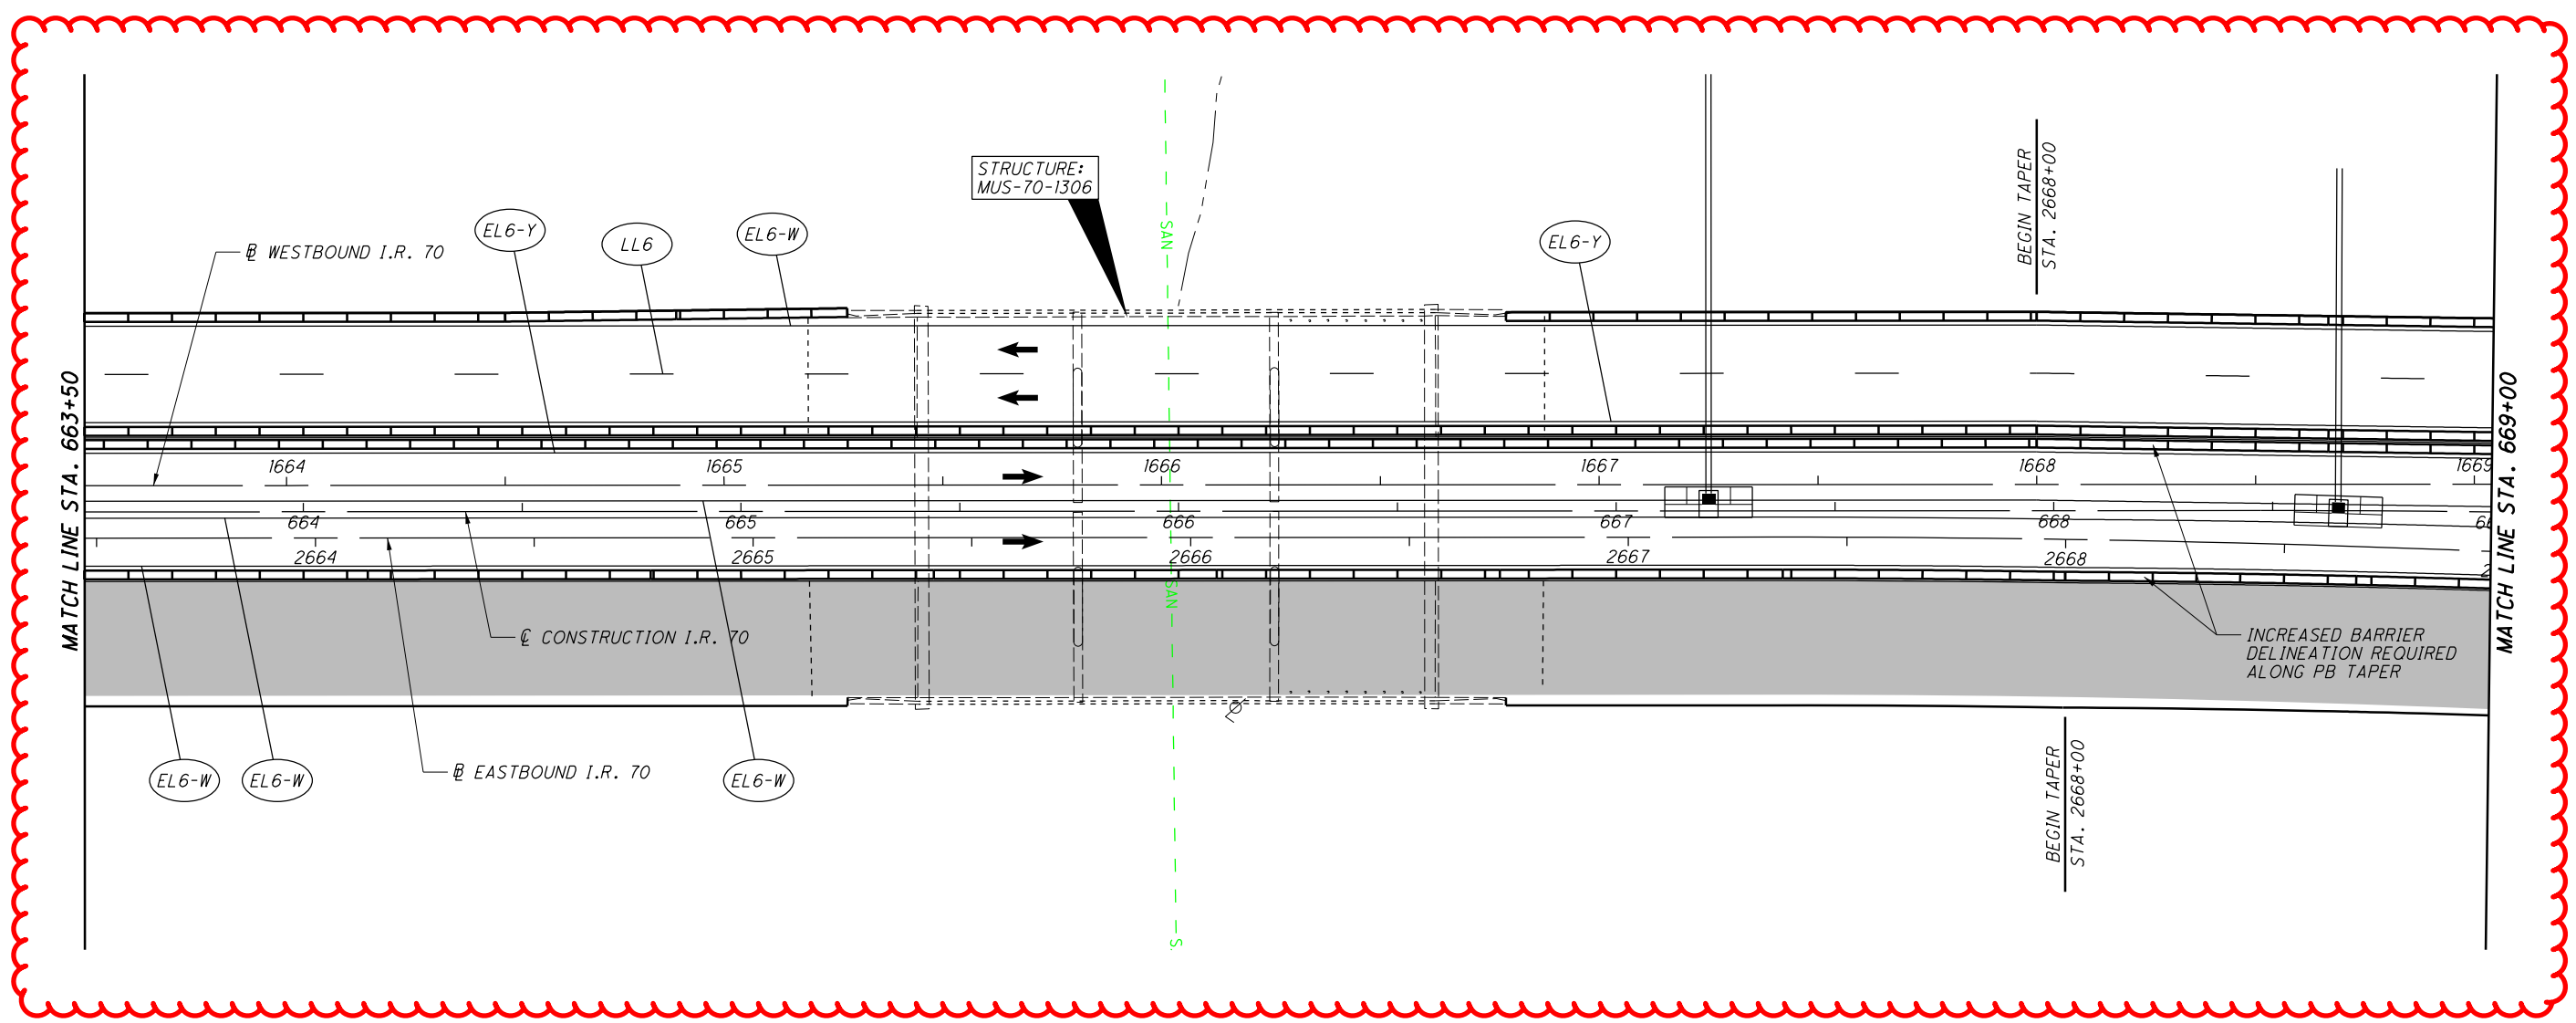 STRUCTURE:
MUS-70-1306
BEGIN TAPER
STA. 2668+00
SAN
EL6-Y
LL6
EL6-W
EL6-Y
℄ WESTBOUND I.R. 70
MATCH LINE STA. 663+50
MATCH LINE STA. 669+00
1664
1665
1666
1667
1668
1669
664
665
666
667
668
66
2664
2665
2666
2667
2668
2
SAN
℄ CONSTRUCTION I.R. 70
INCREASED BARRIER
DELINEATION REQUIRED
ALONG PB TAPER
EL6-W
EL6-W
℄ EASTBOUND I.R. 70
EL6-W
BEGIN TAPER
STA. 2668+00
S